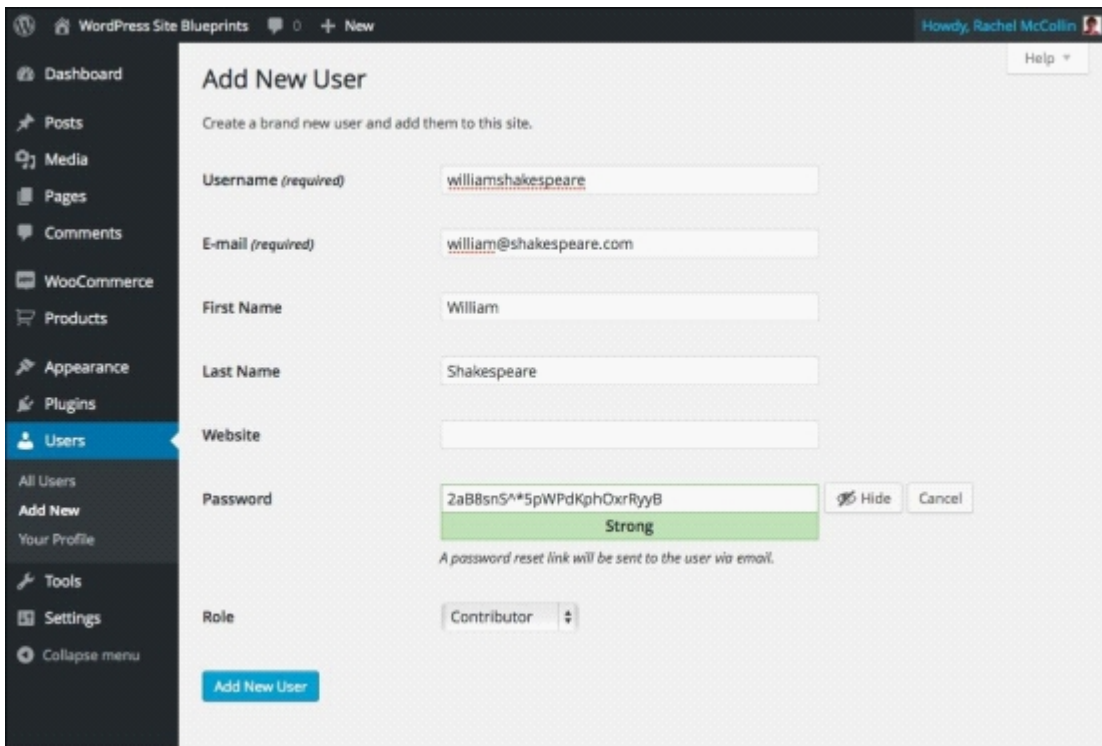 WordPress Site Blueprints 0 + New Howdy, Rachel McCollin
Help
Dashboard
Posts
Media
Pages
Comments
WooCommerce
Products
Appearance
Plugins
Users
All Users
Add New
Your Profile
Tools
Settings
Collapse menu
Add New User
Create a brand new user and add them to this site.
Username (required) williamshakespeare
E-mail (required) william@shakespeare.com
First Name William
Last Name Shakespeare
Website
Password 2aB8snS^*5pWPdKphOxrRyyB Hide Cancel
Strong
A password reset link will be sent to the user via email.
Role Contributor
Add New User